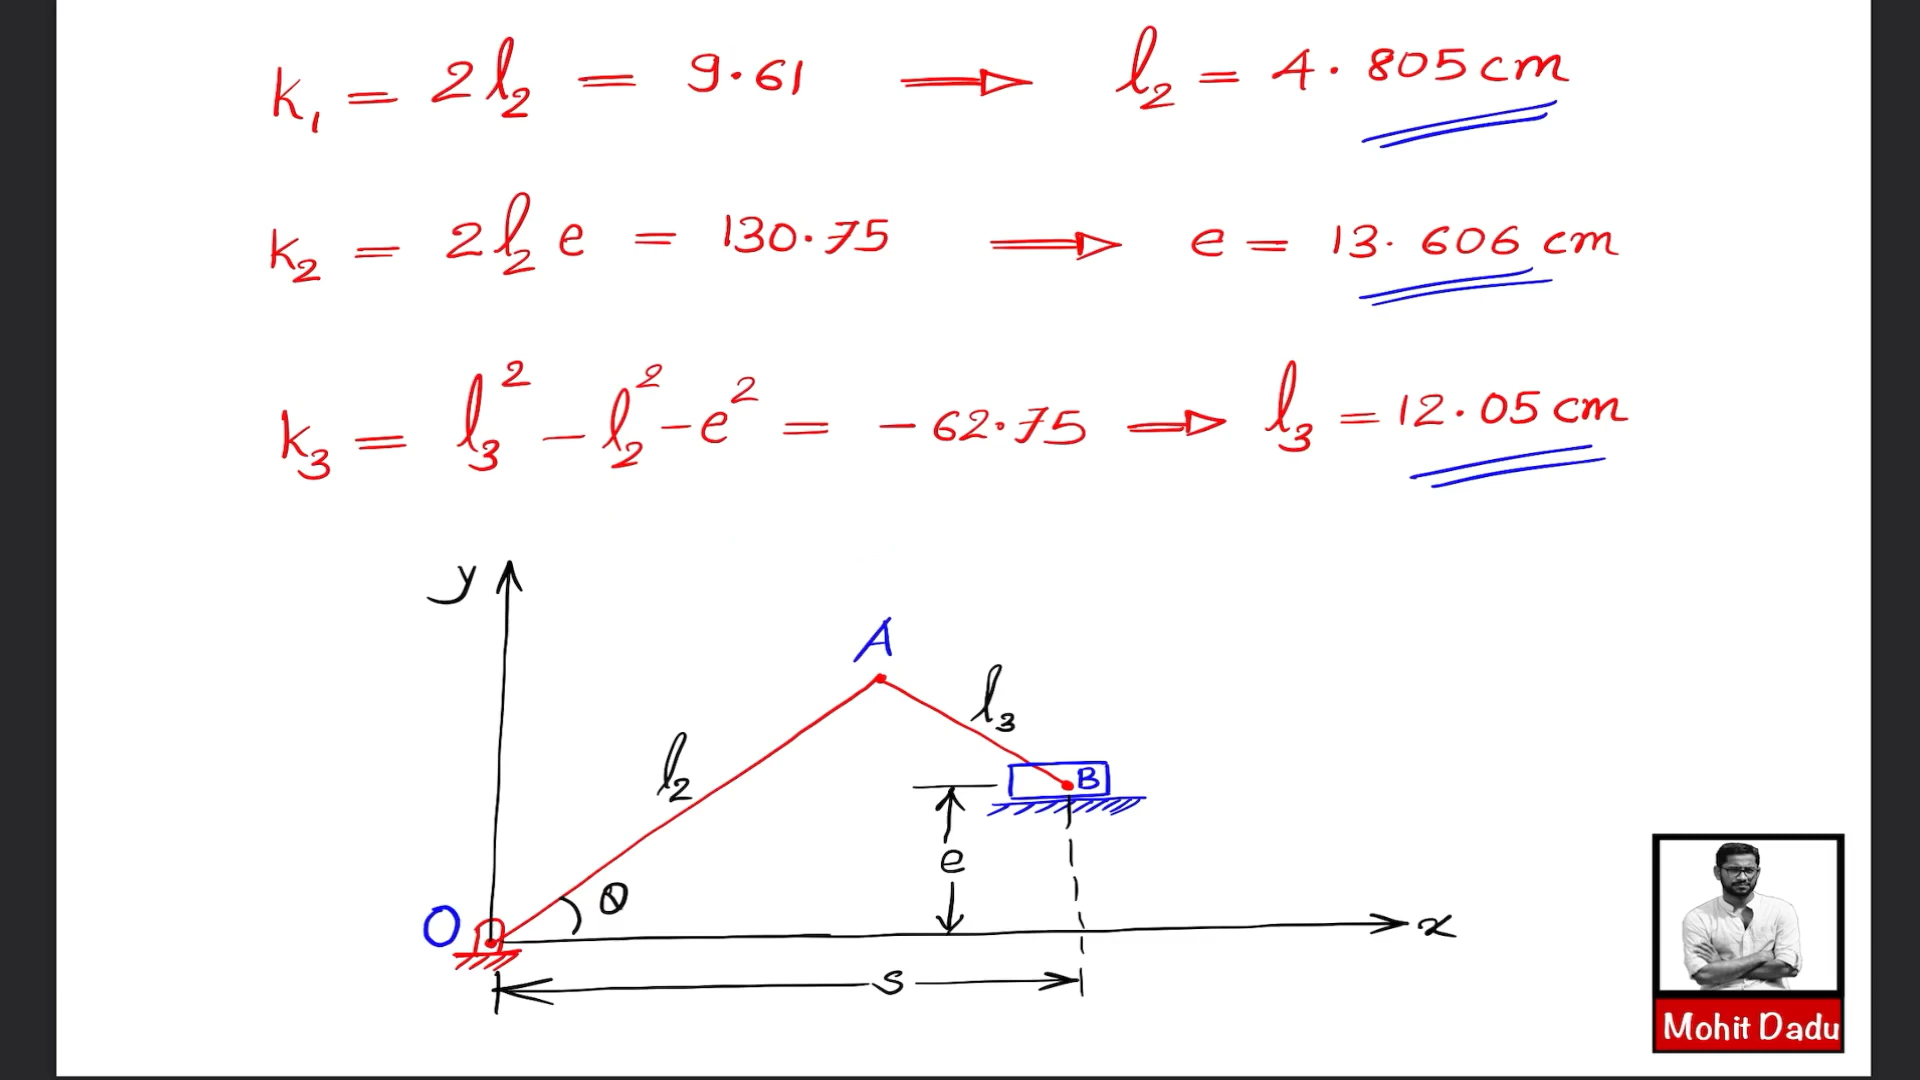 k₁ = 2l₂ = 9.61 ⟹ l₂ = 4.805 cm
k₂ = 2l₂ e = 130.75 ⟹ e = 13.606 cm
k₃ = l₃² - l₂² - e² = - 62.75 ⟹ l₃ = 12.05 cm
y
A
l₃
l₂
B
e
θ
O
x
s
Mohit Dadu